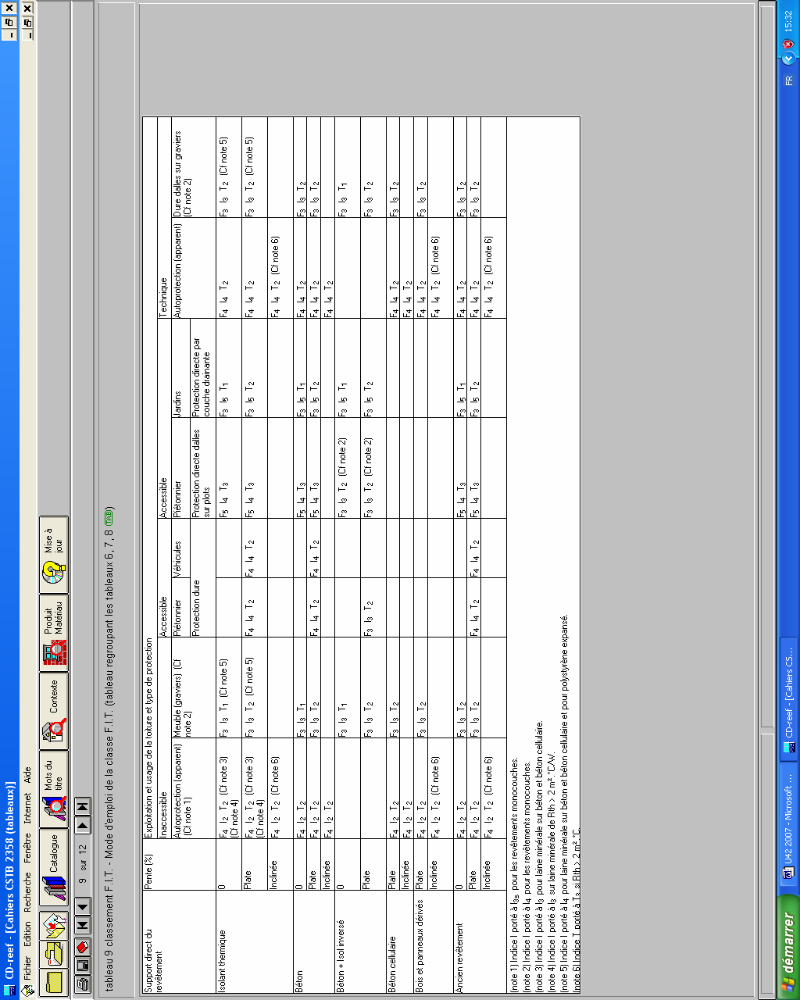 CD-reef - [Cahiers CSTB 2358 (tableaux)]
Fichier Edition Recherche Fenêtre Internet Aide
Catalogue
Mots du titre
Contexte
Produit Matériau
Mise à jour
9 sur 12
tableau 9 classement F.I.T. - Mode d'emploi de la classe F.I.T. (tableau regroupant les tableaux 6, 7, 8 TAB)
Support direct du revêtement
Pente (%)
Exploitation et usage de la toiture et type de protection
Inaccessible
Accessible
Accessible
Technique
Autoprotection (apparent) (Cf note 1)
Meuble (graviers) (Cf note 2)
Piétonnier
Véhicules
Protection dure
Piétonnier
Protection directe dalles sur plots
Jardins
Protection directe par couche drainante
Autoprotection (apparent)
Dure dalles sur graviers (Cf note 2)
Isolant thermique
0
F4 I2 T2 (Cf note 3) (Cf note 4)
F3 I3 T1 (Cf note 5)
F5 I4 T3
F3 I5 T1
F4 I4 T2
F3 I3 T2 (Cf note 5)
Plate
F4 I2 T2 (Cf note 3) (Cf note 4)
F3 I3 T2 (Cf note 5)
F4 I4 T2
F4 I4 T2
F5 I4 T3
F3 I5 T2
F4 I4 T2
F3 I3 T2 (Cf note 5)
Inclinée
F4 I2 T2 (Cf note 6)
F4 I4 T2 (Cf note 6)
Béton
0
F4 I2 T2
F3 I3 T1
F5 I4 T3
F3 I5 T1
F4 I4 T2
F3 I3 T2
Plate
F4 I2 T2
F3 I3 T2
F4 I4 T2
F4 I4 T2
F5 I4 T3
F3 I5 T2
F4 I4 T2
F3 I3 T2
Inclinée
F4 I2 T2
F4 I4 T2
Béton + Isol inversé
0
F3 I3 T1
F3 I3 T2 (Cf note 2)
F3 I5 T1
F3 I3 T1
Plate
F3 I3 T2
F3 I3 T2
F3 I3 T2 (Cf note 2)
F3 I5 T2
F3 I3 T2
Béton cellulaire
Plate
F4 I2 T2
F3 I3 T2
F4 I4 T2
F3 I3 T2
Inclinée
F4 I2 T2
F4 I4 T2
Bois et panneaux dérivés
Plate
F4 I2 T2
F3 I3 T2
F4 I4 T2
F3 I3 T2
Inclinée
F4 I2 T2 (Cf note 6)
F4 I4 T2 (Cf note 6)
Ancien revêtement
0
F4 I2 T2
F3 I3 T2
F5 I4 T3
F3 I5 T1
F4 I4 T2
F3 I3 T2
Plate
F4 I2 T2
F3 I3 T2
F4 I4 T2
F4 I4 T2
F5 I4 T3
F3 I5 T2
F4 I4 T2
F3 I3 T2
Inclinée
F4 I2 T2 (Cf note 6)
F4 I4 T2 (Cf note 6)
(note 1) Indice I porté à I3s pour les revêtements monocouches.
(note 2) Indice I porté à I4 pour les revêtements monocouches.
(note 3) Indice I porté à I3 pour laine minérale sur béton et béton cellulaire.
(note 4) Indice I porté à I3 sur laine minérale de Rth > 2 m². °C/W.
(note 5) Indice I porté à I4 pour laine minérale sur béton et béton cellulaire et pour polystyrène expansé.
(note 6) Indice T porté à T3 si Rth > 2 m². °C.
démarrer
U42 2007 - Microsoft ...
CD-reef - [Cahiers CS...
FR
15:32